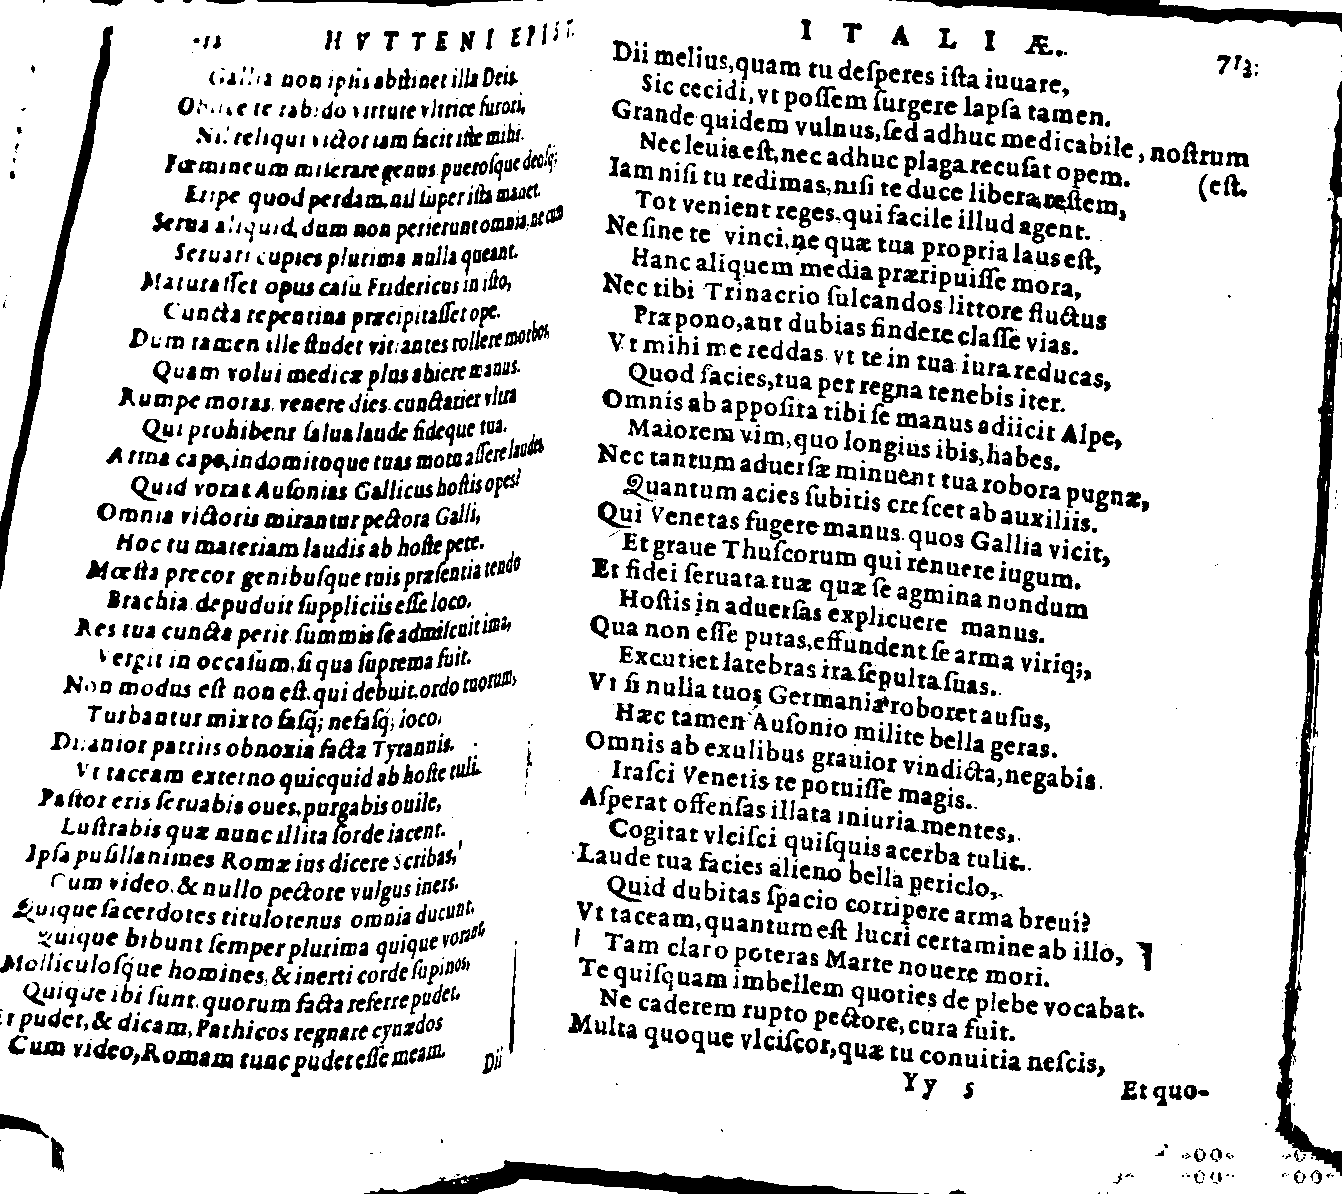 HVTTENI EPIST.
Gallia non ipsis abstinet illa Deis.
te rabido virture vltrice furori,
Nil reliqui victoriam facit iste mihi.
Fœmineum miserare genus puerosque deosq;
Eripe quod perdam, nil super ista manet.
Serua aliquid, dum non perierunt omnia, ne cum
Seruari cupies plurima nulla queant.
Maturasset opus casu Fridericus in isto,
Cuncta repentina præcipitasset ope.
Dum tamen ille studet vitiantes tollere morbos,
Quam volui medicæ plus abiere manus.
Rumpe moras, venere dies, cunctarier vltra
Qui prohibent salua laude fideque tua.
Arma cape, indomitoque tuas motu assere laudes,
Quid vorat Ausonias Gallicus hostis opes?
Omnia victoris mirantur pectora Galli,
Hoc tu materiam laudis ab hoste pete.
Mœsta precor genibusque tuis præsentia tendo
Brachia, depuduit suppliciis esse loco.
Res tua cuncta perit, summis se admiscuit ima,
Vergit in occasum, si qua suprema fuit.
Non modus est non est, qui debuit, ordo tuorum,
Turbantur mixto fasq; nefasq; ioco.
Ditantor patriis obnoxia facta Tyrannis.
Vt taceam externo quicquid ab hoste tuli.
Pastor eris seruabis oues, purgabis ouile,
Lustrabis quæ nunc illita sorde iacent.
Ipsa pusillanimes Romæ ius dicere Scribas,
Cum video, & nullo pectore vulgus iners.
Quique sacerdotes titulotenus omnia ducunt,
Quique bibunt semper plurima quique vorant,
Molliculosque homines, & inerti corde supinos,
Quique ibi sunt, quorum facta referre pudet.
Et pudet, & dicam, Pathicos regnare cynædos
Cum video, Romam tunc pudet esse meam.
Dii
ITALIÆ. 713
Dii melius, quam tu desperes ista iuuare,
Sic cecidi, vt possem surgere lapsa tamen.
Grande quidem vulnus, sed adhuc medicabile, nostrum
(est.
Nec leuis est, nec adhuc plaga recusat opem.
Iam nisi tu redimas, nisi te duce libera restem,
Tot venient reges, qui facile illud agent.
Ne sine te vinci, ne quæ tua propria laus est,
Hanc aliquem media præripuisse mora,
Nec tibi Trinacrio sulcandos littore fluctus
Præpono, aut dubias findere classe vias.
Vt mihi me reddas, vt te in tua iura reducas,
Quod facies, tua per regna tenebis iter.
Omnis ab apposita tibi se manus adiicit Alpe,
Maiorem vim, quo longius ibis, habes.
Nec tantum aduersæ minuent tua robora pugnæ,
Quantum acies subitis crescet ab auxiliis.
Qui Venetas fugere manus, quos Gallia vicit,
Et graue Thuscorum qui renuere iugum.
Et fidei seruata tuæ quæ se agmina nondum
Hostis in aduersas explicuere manus.
Qua non esse putas, effundent se arma viriq;,
Excutiet latebras ira sepulta suas.
Vt si nulla tuos Germania roboret ausus,
Hæc tamen Ausonio milite bella geras.
Omnis ab exulibus grauior vindicta, negabis
Irasci Venetis te potuisse magis.
Asperat offensas illata iniuria mentes,
Cogitat vlcisci quisquis acerba tulit.
Laude tua facies alieno bella periclo,
Quid dubitas spacio corripere arma breui?
Vt taceam, quantum est lucri certamine ab illo,
Tam claro poteras Marte nouere mori.
Te quisquam imbellem quoties de plebe vocabat.
Ne caderem rupto pectore, cura fuit.
Multa quoque vlciscor, quæ tu conuitia nescis,
Yy 5 Et quo-